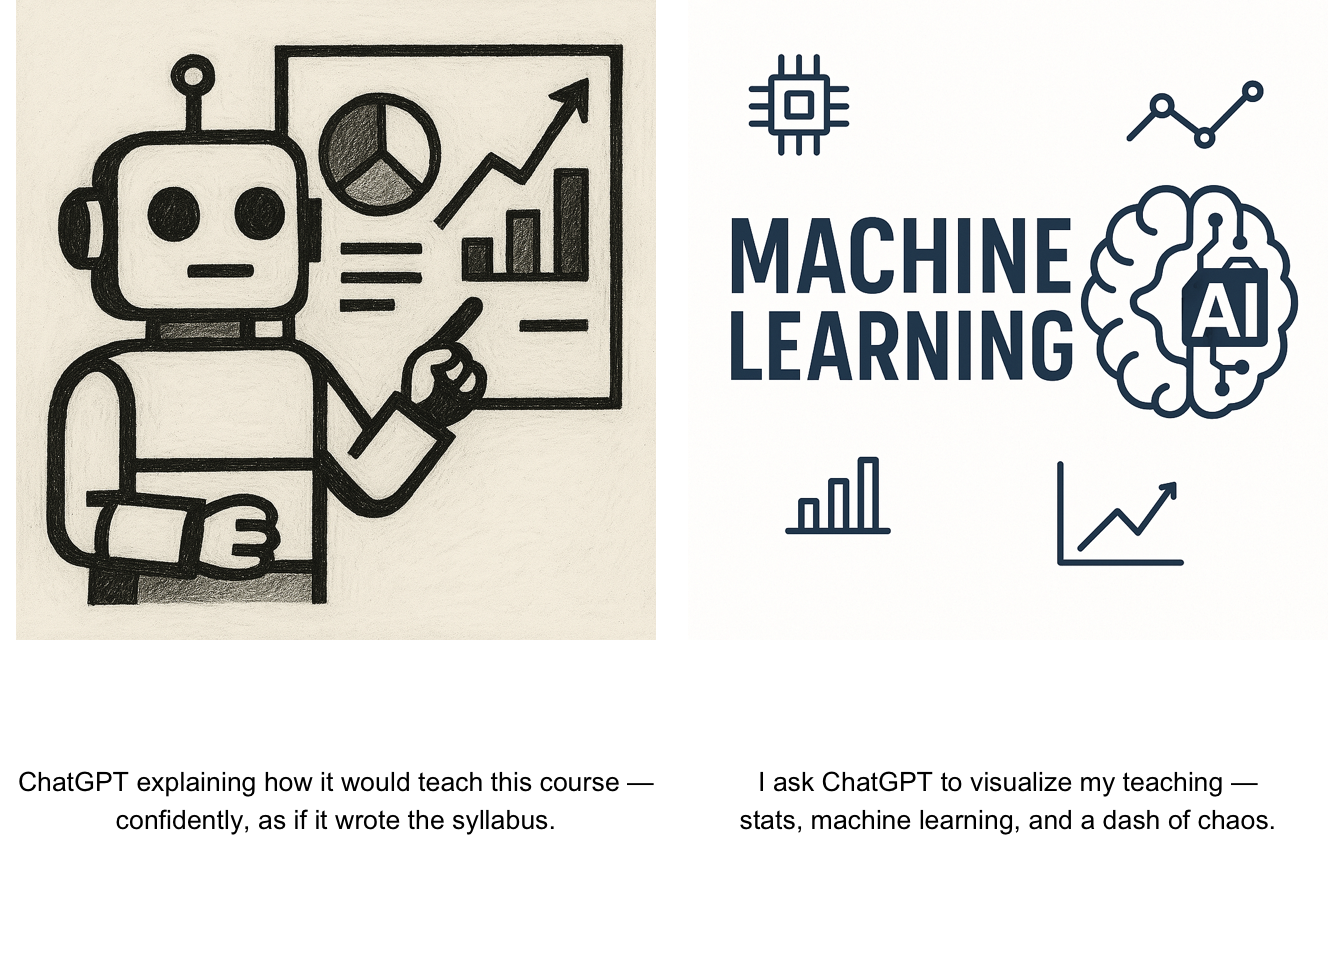 MACHINE
LEARNING
AI
ChatGPT explaining how it would teach this course —
confidently, as if it wrote the syllabus.
I ask ChatGPT to visualize my teaching —
stats, machine learning, and a dash of chaos.